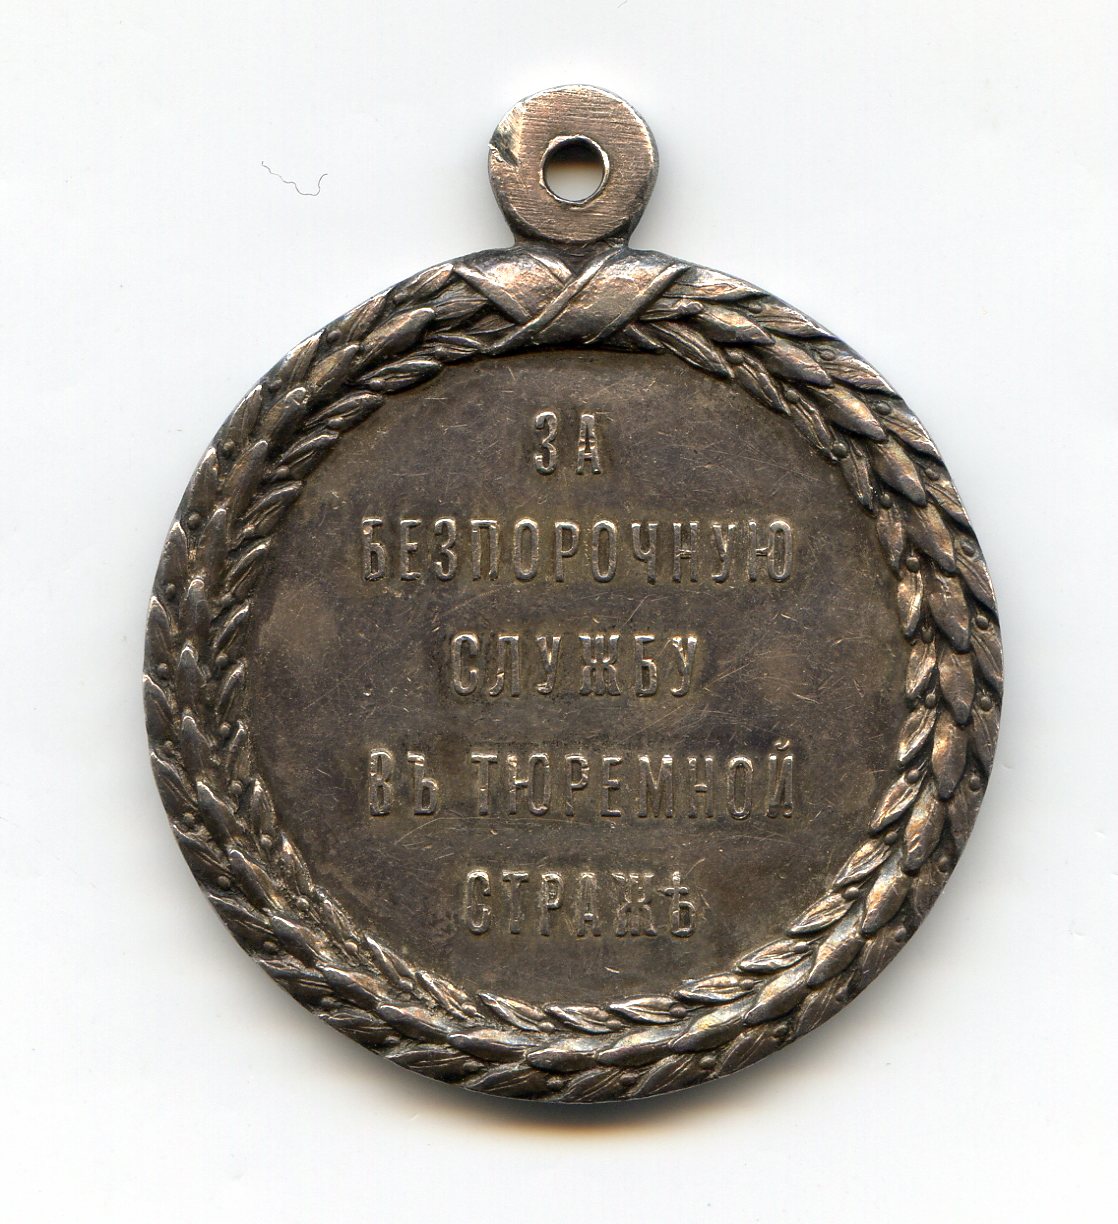 ЗА
БЕЗПОРОЧНУЮ
СЛУЖБУ
ВЪ ТЮРЕМНОЙ
СТРАЖѢ